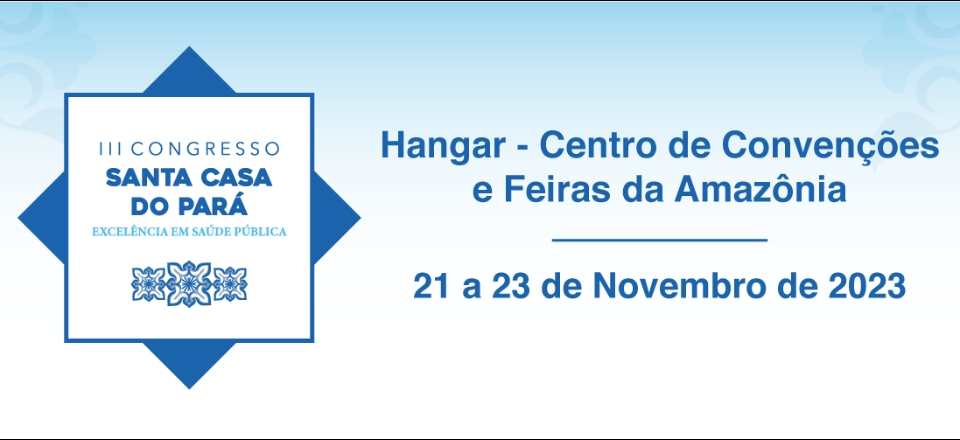 III CONGRESSO
SANTA CASA
DO PARÁ
EXCELÊNCIA EM SAÚDE PÚBLICA
Hangar - Centro de Convenções
e Feiras da Amazônia
21 a 23 de Novembro de 2023